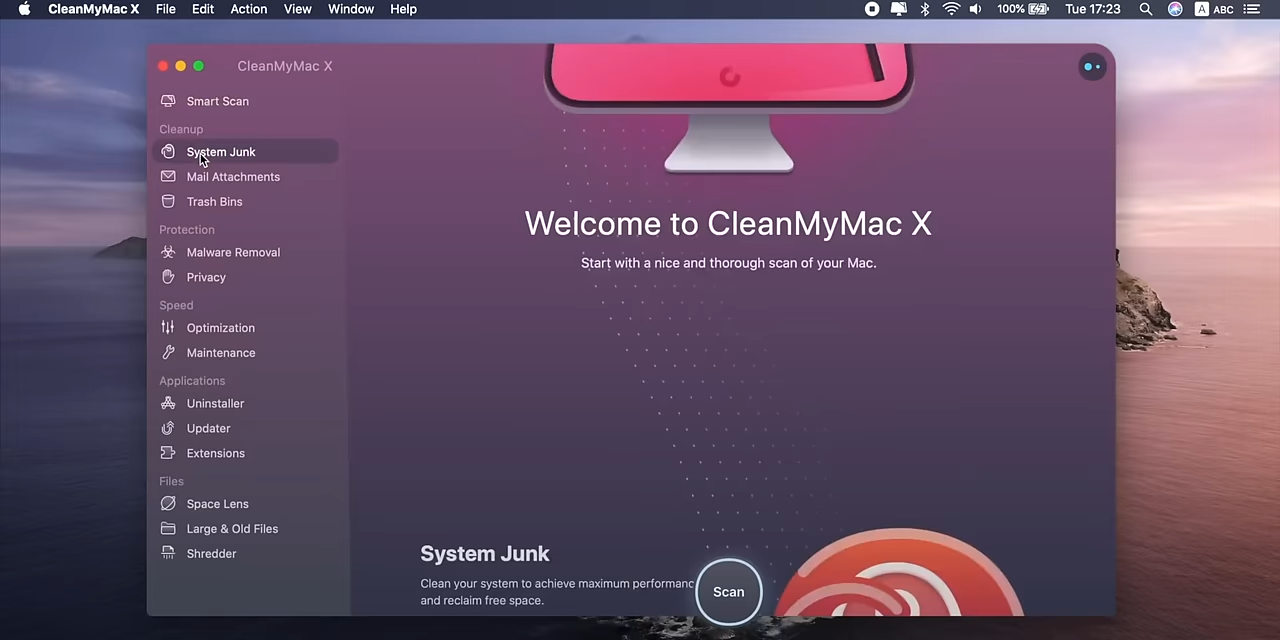 CleanMyMac X File Edit Action View Window Help 100% Tue 17:23 A ABC
CleanMyMac X
Smart Scan
Cleanup
System Junk
Mail Attachments
Trash Bins
Protection
Malware Removal
Privacy
Speed
Optimization
Maintenance
Applications
Uninstaller
Updater
Extensions
Files
Space Lens
Large & Old Files
Shredder
Welcome to CleanMyMac X
Start with a nice and thorough scan of your Mac.
System Junk
Clean your system to achieve maximum performanc
and reclaim free space.
Scan